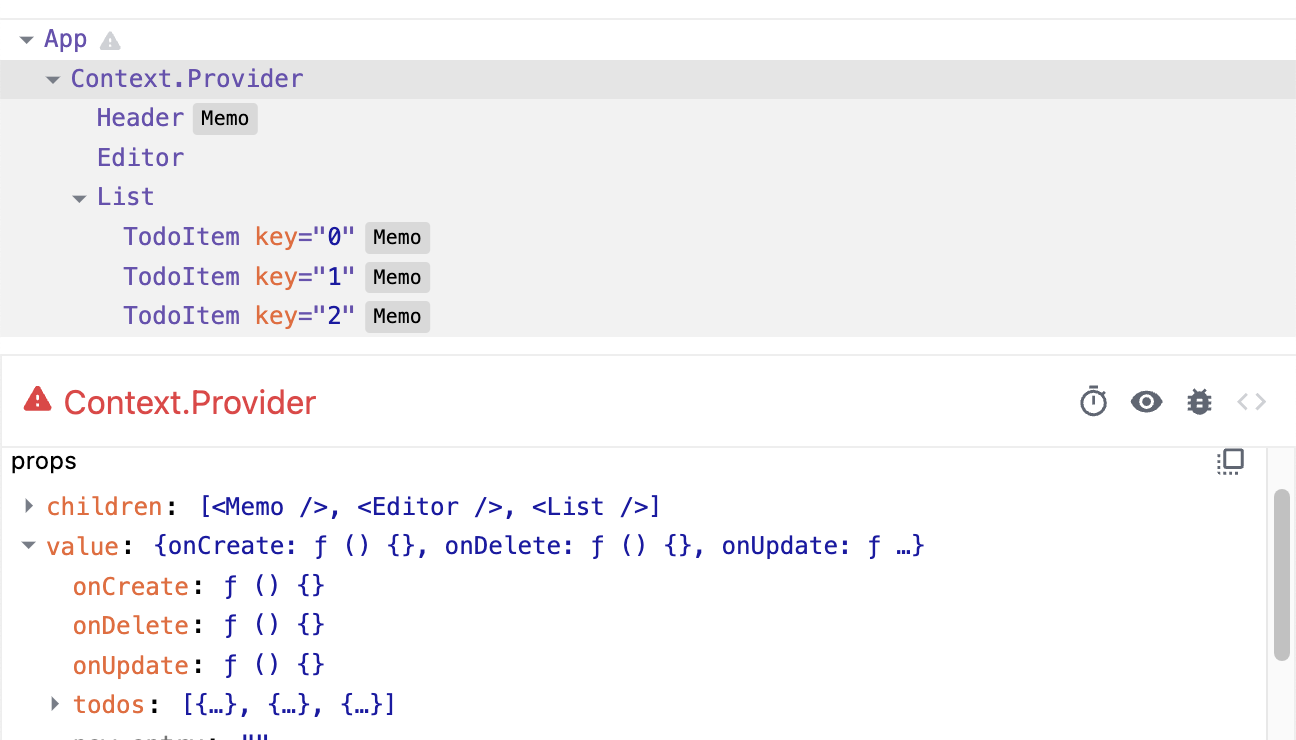 App
Context.Provider
Header Memo
Editor
List
TodoItem key="0" Memo
TodoItem key="1" Memo
TodoItem key="2" Memo
Context.Provider
props
children: [<Memo />, <Editor />, <List />]
value: {onCreate: ƒ () {}, onDelete: ƒ () {}, onUpdate: ƒ …}
onCreate: ƒ () {}
onDelete: ƒ () {}
onUpdate: ƒ () {}
todos: [{…}, {…}, {…}]